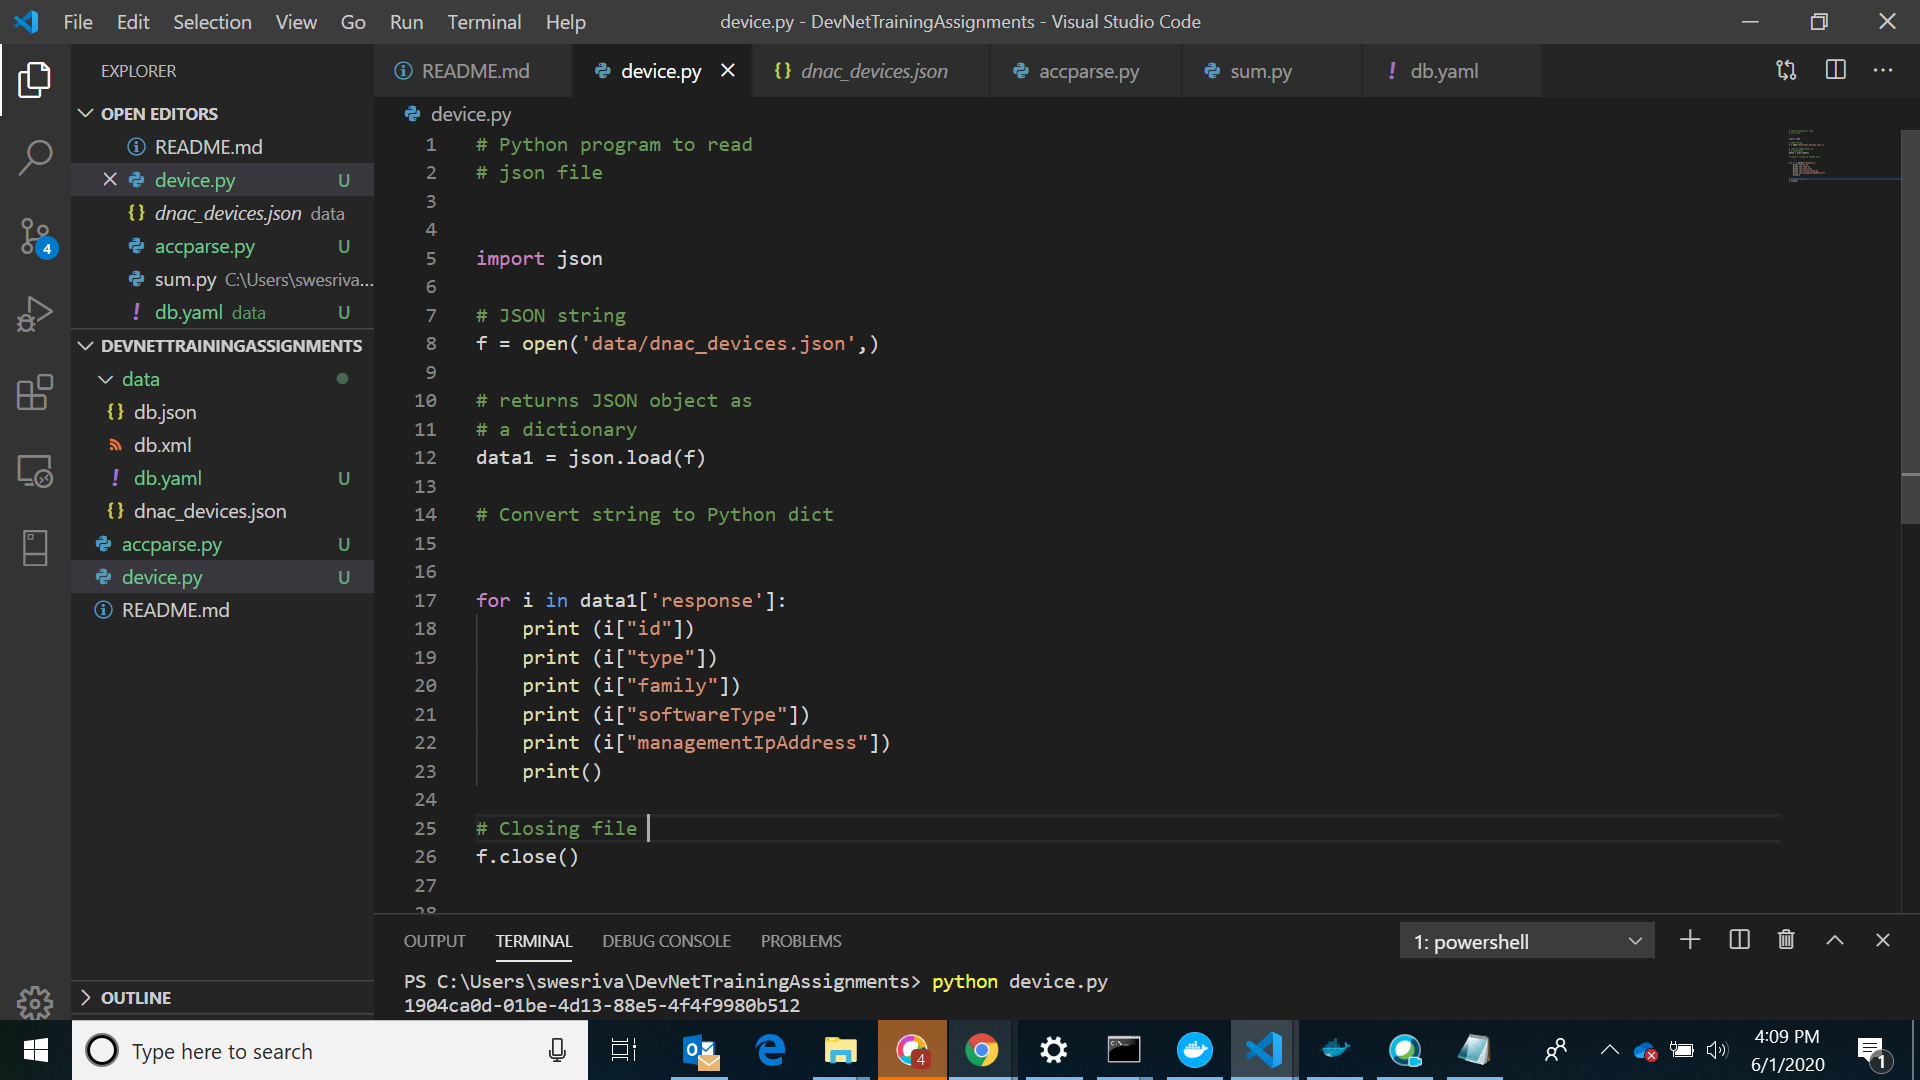 File Edit Selection View Go Run Terminal Help
device.py - DevNetTrainingAssignments - Visual Studio Code
EXPLORER
OPEN EDITORS
README.md
device.py U
dnac_devices.json data
accparse.py U
sum.py C:\Users\swesriva...
db.yaml data U
DEVNETTRAININGASSIGNMENTS
data
db.json
db.xml
db.yaml U
dnac_devices.json
accparse.py U
device.py U
README.md
OUTLINE
4
README.md device.py dnac_devices.json accparse.py sum.py db.yaml
device.py
1 # Python program to read
2 # json file
3
4
5 import json
6
7 # JSON string
8 f = open('data/dnac_devices.json',)
9
10 # returns JSON object as
11 # a dictionary
12 data1 = json.load(f)
13
14 # Convert string to Python dict
15
16
17 for i in data1['response']:
18 print (i["id"])
19 print (i["type"])
20 print (i["family"])
21 print (i["softwareType"])
22 print (i["managementIpAddress"])
23 print()
24
25 # Closing file
26 f.close()
27
28
OUTPUT TERMINAL DEBUG CONSOLE PROBLEMS
1: powershell
PS C:\Users\swesriva\DevNetTrainingAssignments> python device.py
1904ca0d-01be-4d13-88e5-4f4f9980b512
Type here to search
4
4:09 PM
6/1/2020
1